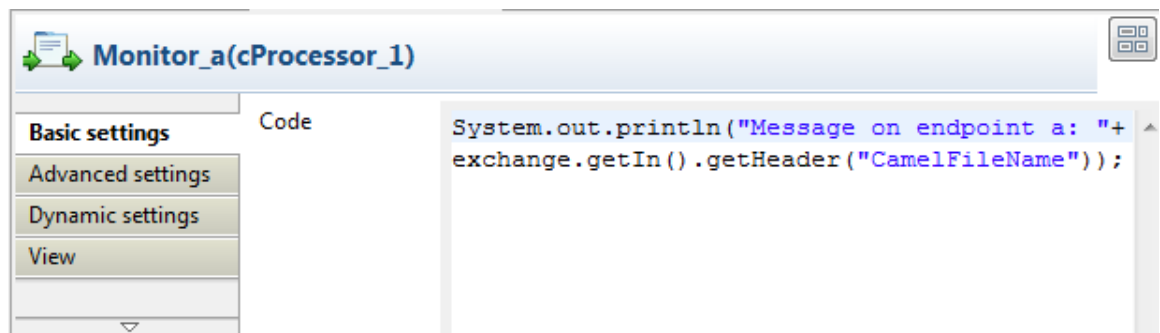 Monitor_a(cProcessor_1)
Basic settings
Advanced settings
Dynamic settings
View
Code
System.out.println("Message on endpoint a: "+
exchange.getIn().getHeader("CamelFileName"));